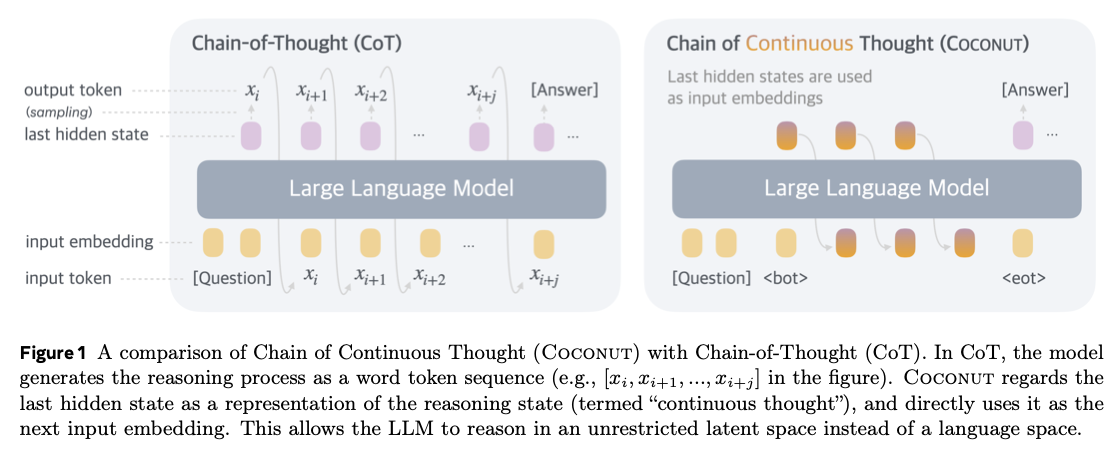 Chain-of-Thought (CoT)
output token
(sampling)
last hidden state
x_i x_{i+1} x_{i+2} x_{i+j} [Answer]
... ...
Large Language Model
input embedding
...
input token
[Question] x_i x_{i+1} x_{i+2} x_{i+j}
Chain of Continuous Thought (COCONUT)
Last hidden states are used
as input embeddings
[Answer]
...
Large Language Model
[Question] <bot> <eot>
Figure 1 A comparison of Chain of Continuous Thought (COCONUT) with Chain-of-Thought (CoT). In CoT, the model
generates the reasoning process as a word token sequence (e.g., [x_i, x_{i+1}, ..., x_{i+j}] in the figure). COCONUT regards the
last hidden state as a representation of the reasoning state (termed “continuous thought”), and directly uses it as the
next input embedding. This allows the LLM to reason in an unrestricted latent space instead of a language space.